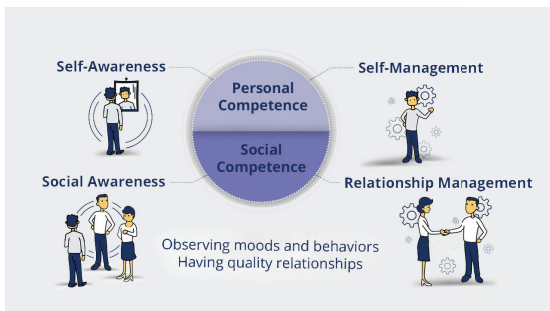 Self-Awareness
Self-Management
Personal
Competence
Social
Competence
Social Awareness
Relationship Management
Observing moods and behaviors
Having quality relationships